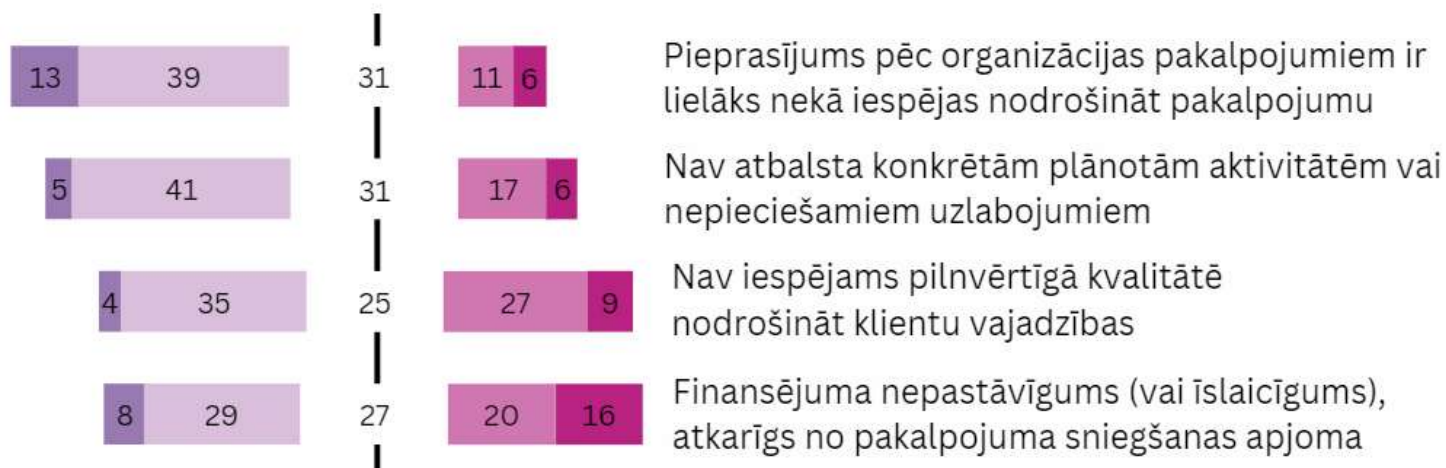 13 39 31 11 6 Pieprasījums pēc organizācijas pakalpojumiem ir
lielāks nekā iespējas nodrošināt pakalpojumu
5 41 31 17 6 Nav atbalsta konkrētām plānotām aktivitātēm vai
nepieciešamiem uzlabojumiem
4 35 25 27 9 Nav iespējams pilnvērtīgā kvalitātē
nodrošināt klientu vajadzības
8 29 27 20 16 Finansējuma nepastāvīgums (vai īslaicīgums),
atkarīgs no pakalpojuma sniegšanas apjoma